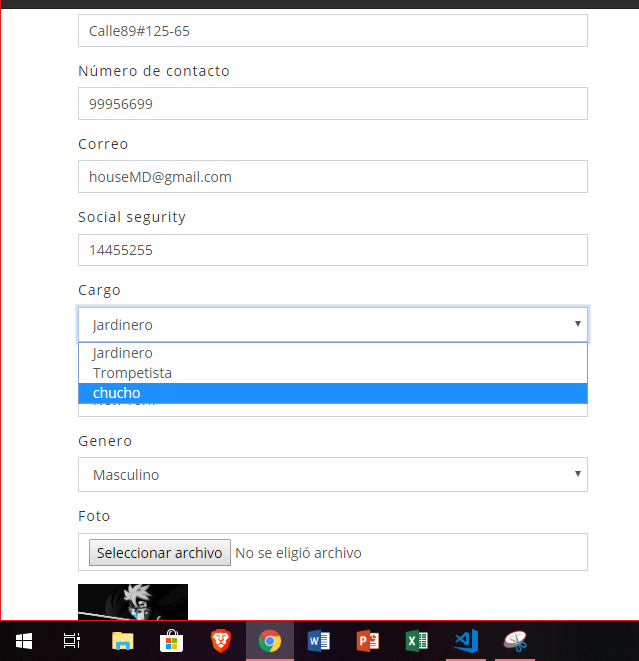 Calle89#125-65
Número de contacto
99956699
Correo
houseMD@gmail.com
Social segurity
14455255
Cargo
Jardinero
Jardinero
Trompetista
chucho
Genero
Masculino
Foto
Seleccionar archivo No se eligió archivo